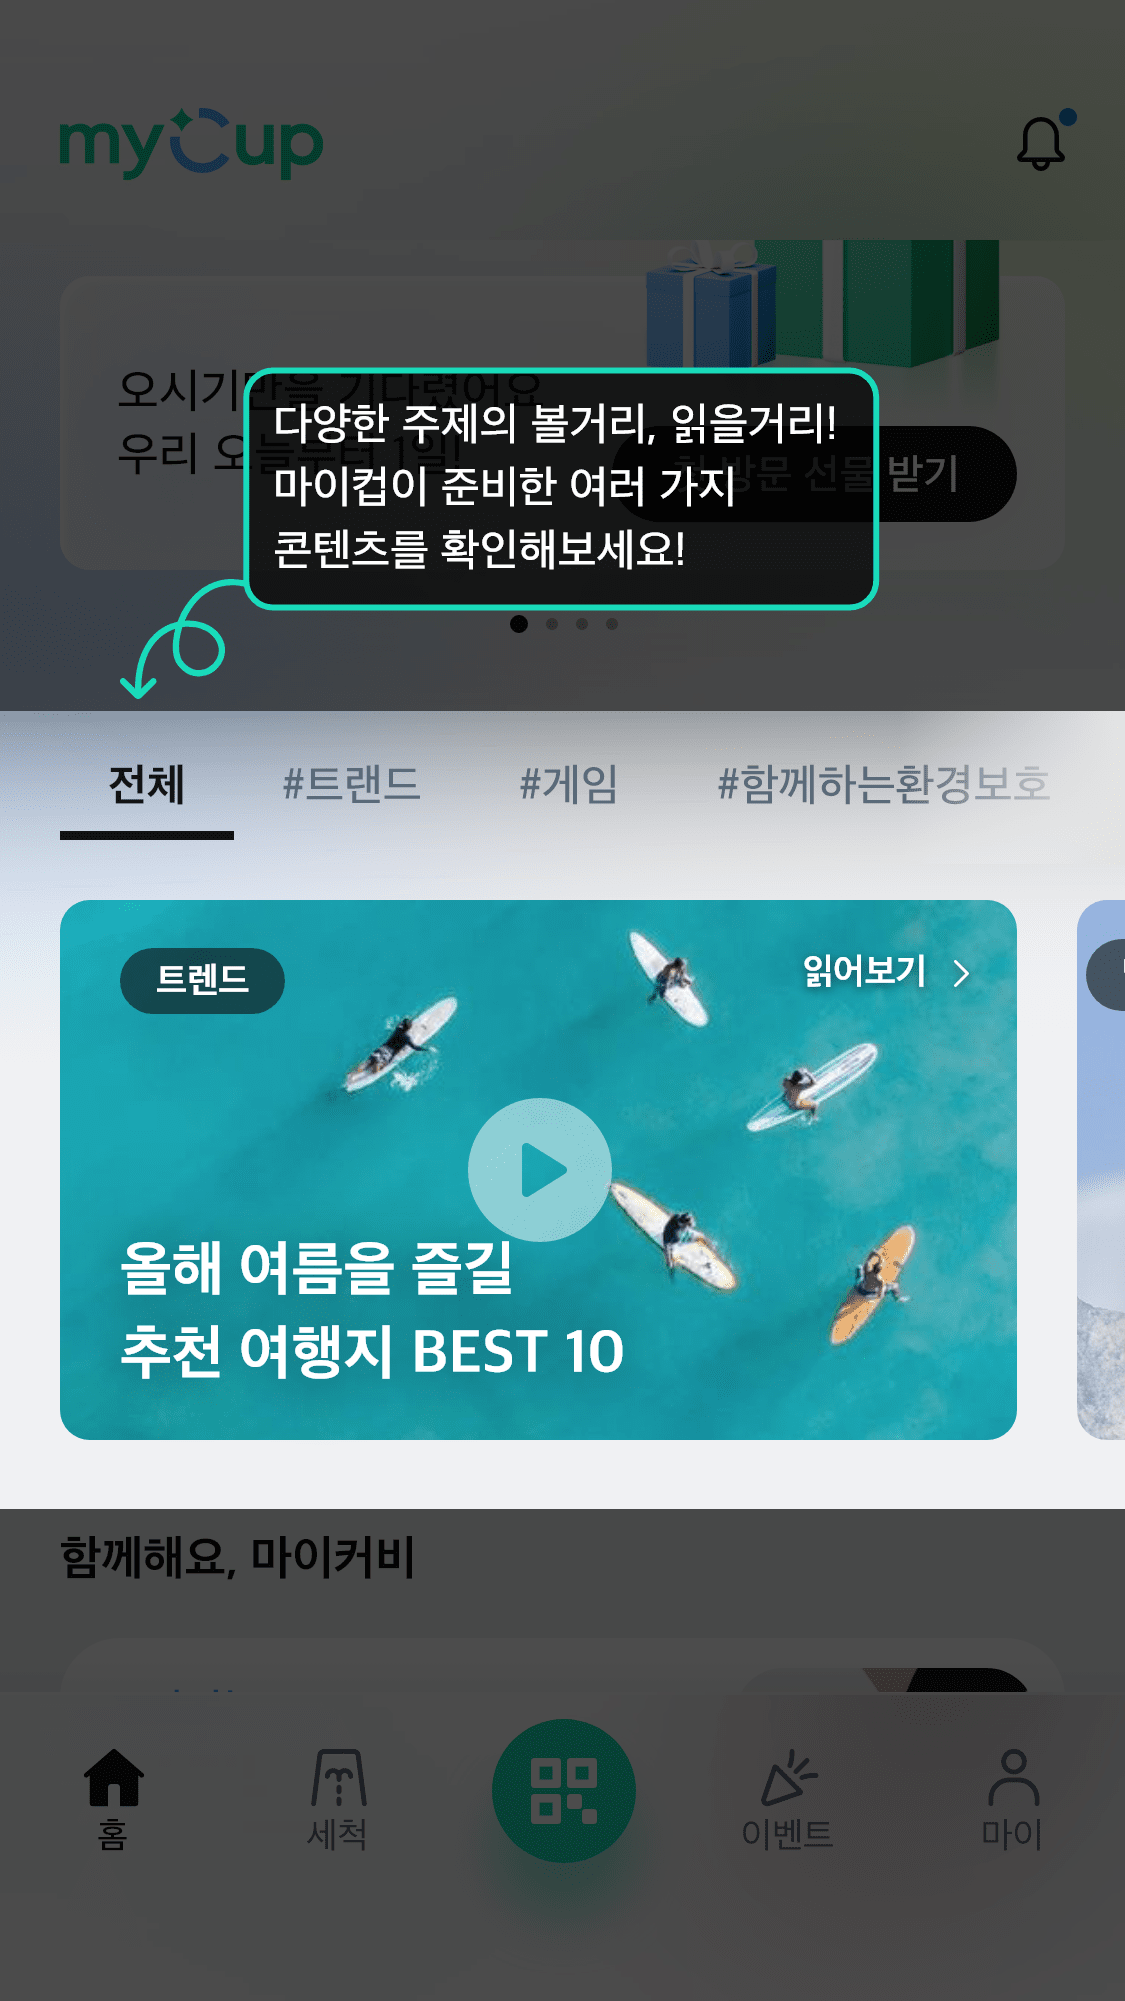 myCup
오시기만을 기다렸어요
우리 오늘부터 1일!
첫 방문 선물 받기
다양한 주제의 볼거리, 읽을거리!
마이컵이 준비한 여러 가지
콘텐츠를 확인해보세요!
전체 #트랜드 #게임 #함께하는환경보호
트렌드
읽어보기
올해 여름을 즐길
추천 여행지 BEST 10
함께해요, 마이커비
홈 세척 이벤트 마이